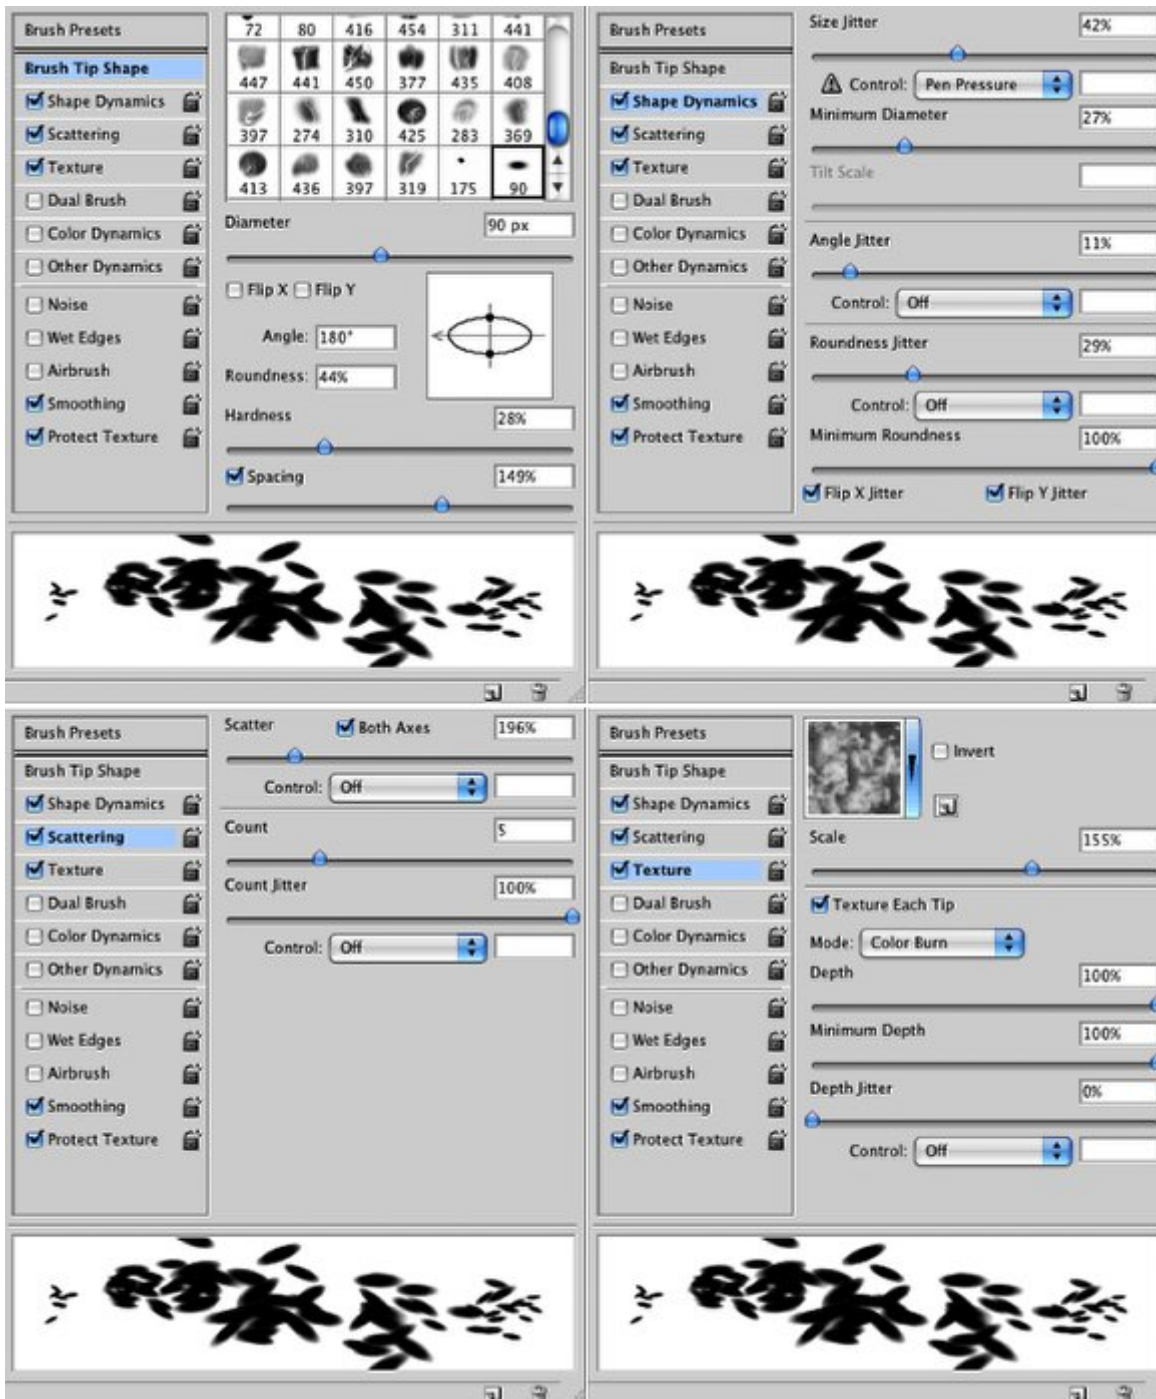 Brush Presets
Brush Tip Shape
Shape Dynamics
Scattering
Texture
Dual Brush
Color Dynamics
Other Dynamics
Noise
Wet Edges
Airbrush
Smoothing
Protect Texture
72 80 416 454 311 441
447 441 450 377 435 408
397 274 310 425 283 369
413 436 397 319 175 90
Diameter 90 px
Flip X Flip Y
Angle: 180°
Roundness: 44%
Hardness 28%
Spacing 149%
Brush Presets
Brush Tip Shape
Shape Dynamics
Scattering
Texture
Dual Brush
Color Dynamics
Other Dynamics
Noise
Wet Edges
Airbrush
Smoothing
Protect Texture
Size Jitter 42%
Control: Pen Pressure
Minimum Diameter 27%
Tilt Scale
Angle Jitter 11%
Control: Off
Roundness Jitter 29%
Control: Off
Minimum Roundness 100%
Flip X Jitter Flip Y Jitter
Brush Presets
Brush Tip Shape
Shape Dynamics
Scattering
Texture
Dual Brush
Color Dynamics
Other Dynamics
Noise
Wet Edges
Airbrush
Smoothing
Protect Texture
Scatter Both Axes 196%
Control: Off
Count 5
Count Jitter 100%
Control: Off
Brush Presets
Brush Tip Shape
Shape Dynamics
Scattering
Texture
Dual Brush
Color Dynamics
Other Dynamics
Noise
Wet Edges
Airbrush
Smoothing
Protect Texture
Invert
Scale 155%
Texture Each Tip
Mode: Color Burn
Depth 100%
Minimum Depth 100%
Depth Jitter 0%
Control: Off